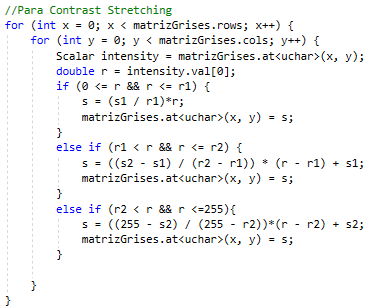 //Para Contrast Stretching
for (int x = 0; x < matrizGrises.rows; x++) {
    for (int y = 0; y < matrizGrises.cols; y++) {
        Scalar intensity = matrizGrises.at<uchar>(x, y);
        double r = intensity.val[0];
        if (0 <= r && r <= r1) {
            s = (s1 / r1)*r;
            matrizGrises.at<uchar>(x, y) = s;
        }
        else if (r1 < r && r <= r2) {
            s = ((s2 - s1) / (r2 - r1)) * (r - r1) + s1;
            matrizGrises.at<uchar>(x, y) = s;
        }
        else if (r2 < r && r <=255){
            s = ((255 - s2) / (255 - r2))*(r - r2) + s2;
            matrizGrises.at<uchar>(x, y) = s;
        }

    }
}